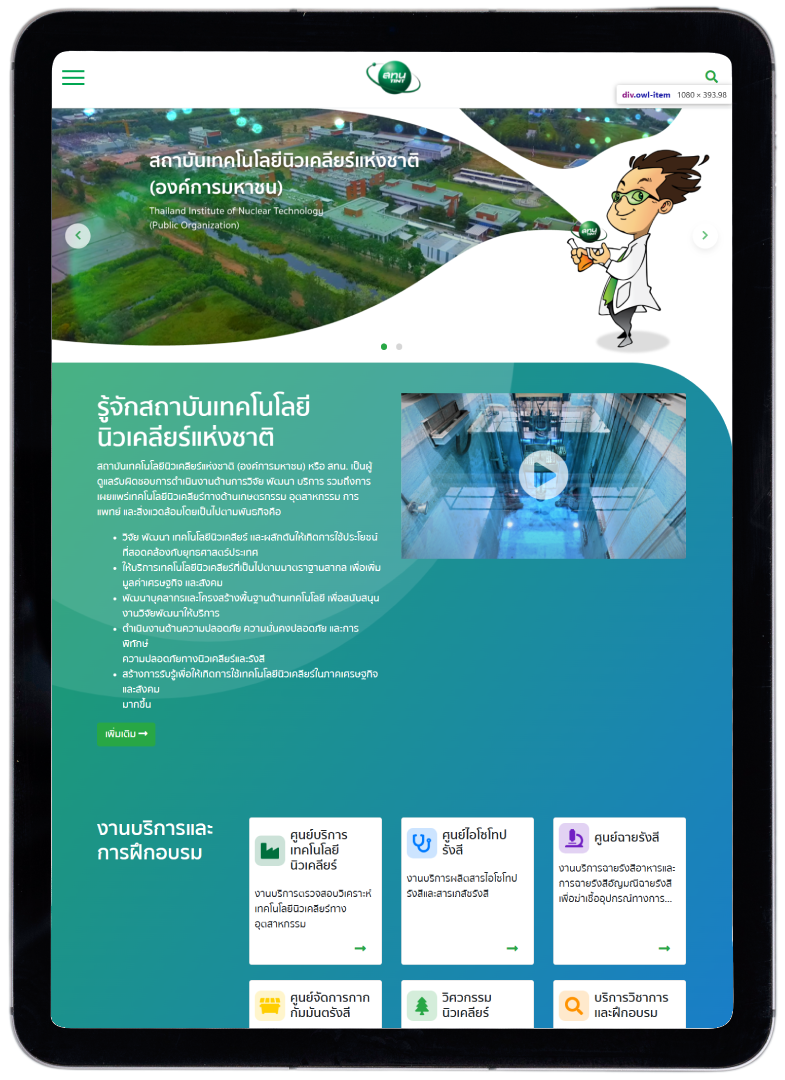 สทน
TINT
div.owl-item 1080 × 393.98
สถาบันเทคโนโลยีนิวเคลียร์แห่งชาติ
(องค์การมหาชน)
Thailand Institute of Nuclear Technology
(Public Organization)
สทน
TINT
รู้จักสถาบันเทคโนโลยี
นิวเคลียร์แห่งชาติ
สถาบันเทคโนโลยีนิวเคลียร์แห่งชาติ (องค์การมหาชน) หรือ สทน. เป็นผู้
ดูแลรับผิดชอบการดำเนินงานด้านการวิจัย พัฒนา บริการ รวมถึงการ
เผยแพร่เทคโนโลยีนิวเคลียร์ทางด้านเกษตรกรรม อุตสาหกรรม การ
แพทย์ และสิ่งแวดล้อมโดยเป็นไปตามพันธกิจคือ
• วิจัย พัฒนา เทคโนโลยีนิวเคลียร์ และผลักดันให้เกิดการใช้ประโยชน์
ที่สอดคล้องกับยุทธศาสตร์ประเทศ
• ให้บริการเทคโนโลยีนิวเคลียร์ที่เป็นไปตามมาตราฐานสากล เพื่อเพิ่ม
มูลค่าเศรษฐกิจ และสังคม
• พัฒนาบุคลากรและโครงสร้างพื้นฐานด้านเทคโนโลยี เพื่อสนับสนุน
งานวิจัยพัฒนาให้บริการ
• ดำเนินงานด้านความปลอดภัย ความมั่นคงปลอดภัย และการ
พิทักษ์
ความปลอดภัยทางนิวเคลียร์และรังสี
• สร้างการรับรู้เพื่อให้เกิดการใช้เทคโนโลยีนิวเคลียร์ในภาคเศรษฐกิจ
และสังคม
มากขึ้น
เพิ่มเติม
งานบริการและ
การฝึกอบรม
ศูนย์บริการ
เทคโนโลยี
นิวเคลียร์
งานบริการตรวจสอบวิเคราะห์
เทคโนโลยีนิวเคลียร์ทาง
อุตสาหกรรม
ศูนย์ไอโซโทป
รังสี
งานบริการผลิตสารไอโซโทป
รังสีและสารเภสัชรังสี
ศูนย์ฉายรังสี
งานบริการฉายรังสีอาหารและ
การฉายรังสีอัญมณีฉายรังสี
เพื่อฆ่าเชื้ออุปกรณ์ทางการ...
ศูนย์จัดการกาก
กัมมันตรังสี
วิศวกรรม
นิวเคลียร์
บริการวิชาการ
และฝึกอบรม